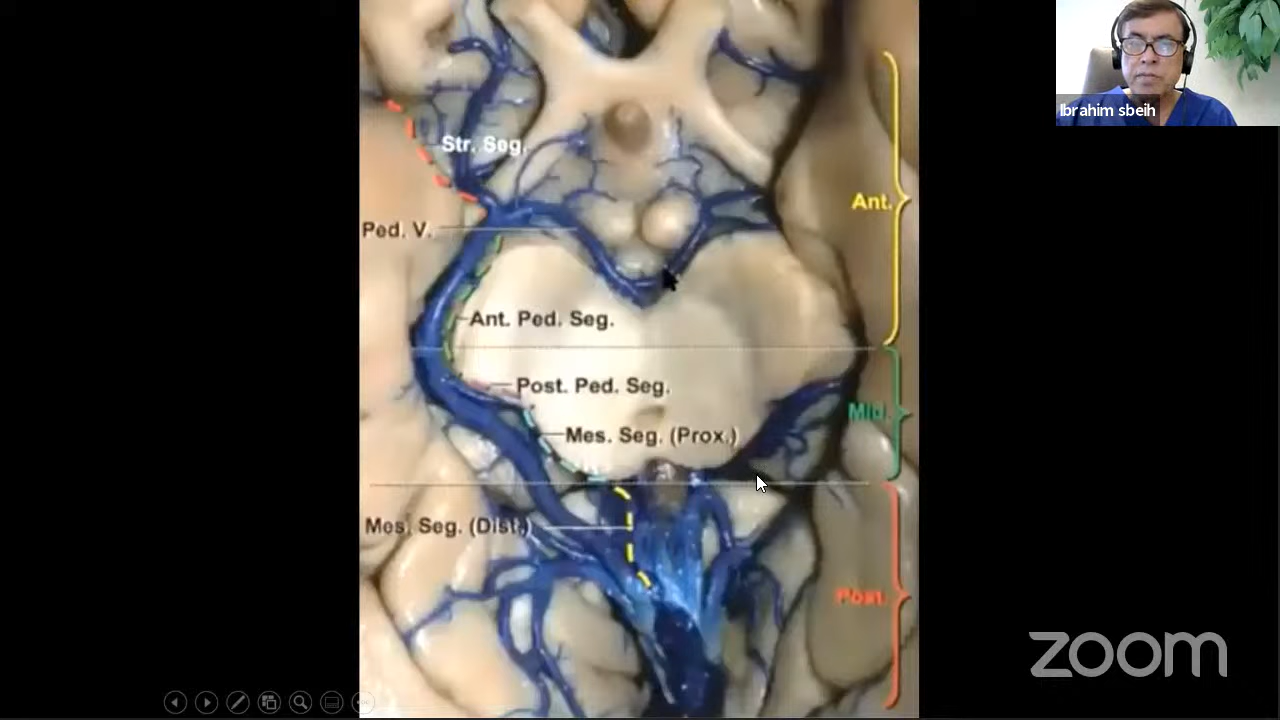 Ibrahim sbeih
Str. Seg.
Ant.
Ped. V.
Ant. Ped. Seg.
Post. Ped. Seg.
Mid.
Mes. Seg. (Prox.)
Mes. Seg. (Dist.)
Post.
zoom